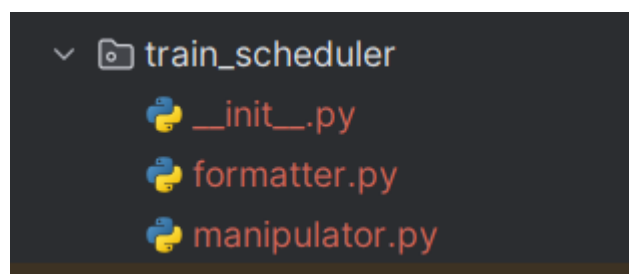 train_scheduler
__init__.py
formatter.py
manipulator.py